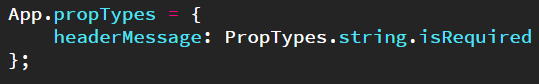 App.propTypes = {
    headerMessage: PropTypes.string.isRequired
};